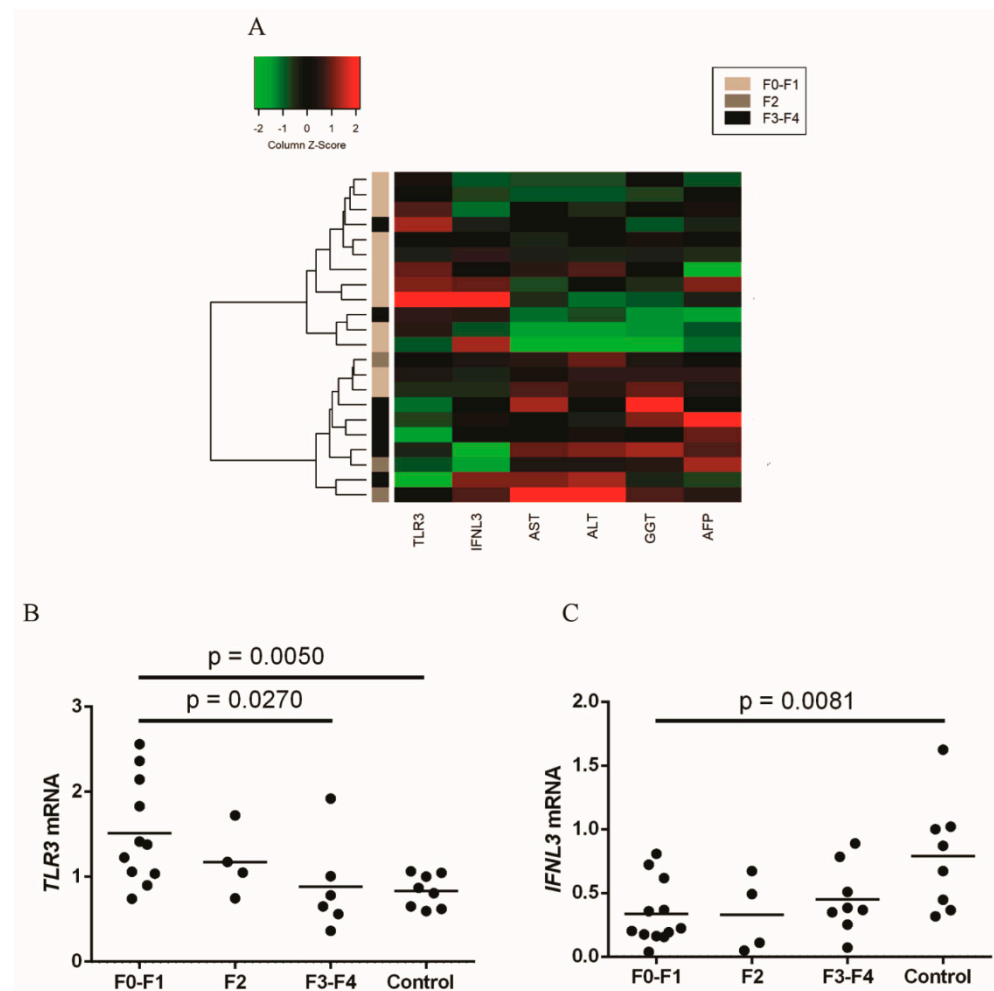 A
-2 -1 0 1 2
Column Z-Score
F0-F1
F2
F3-F4
TLR3
IFNL3
AST
ALT
GGT
AFP
B
p = 0.0050
p = 0.0270
3
2
1
0
TLR3 mRNA
F0-F1 F2 F3-F4 Control
C
p = 0.0081
2.0
1.5
1.0
0.5
0.0
IFNL3 mRNA
F0-F1 F2 F3-F4 Control